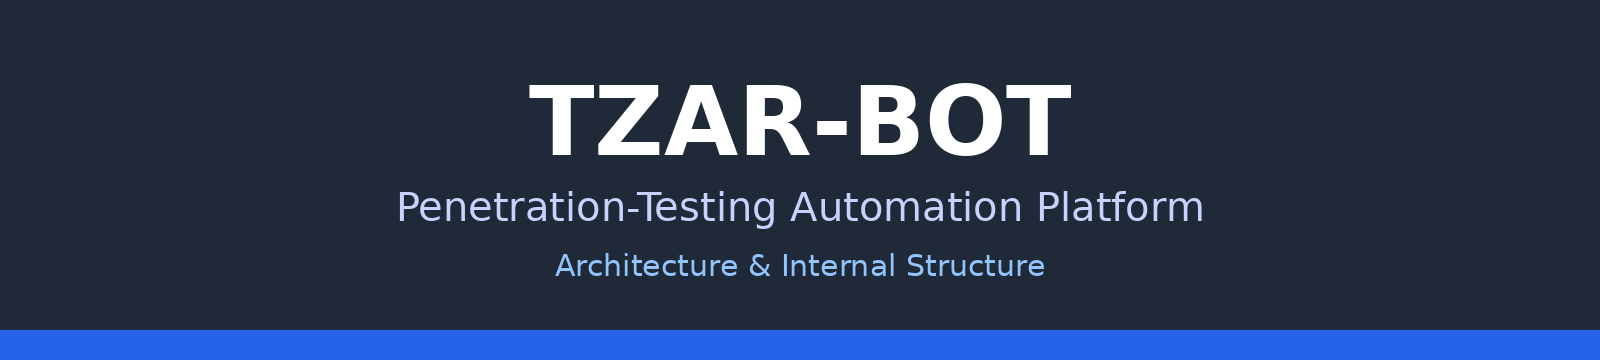 TZAR-BOT
Penetration-Testing Automation Platform
Architecture & Internal Structure